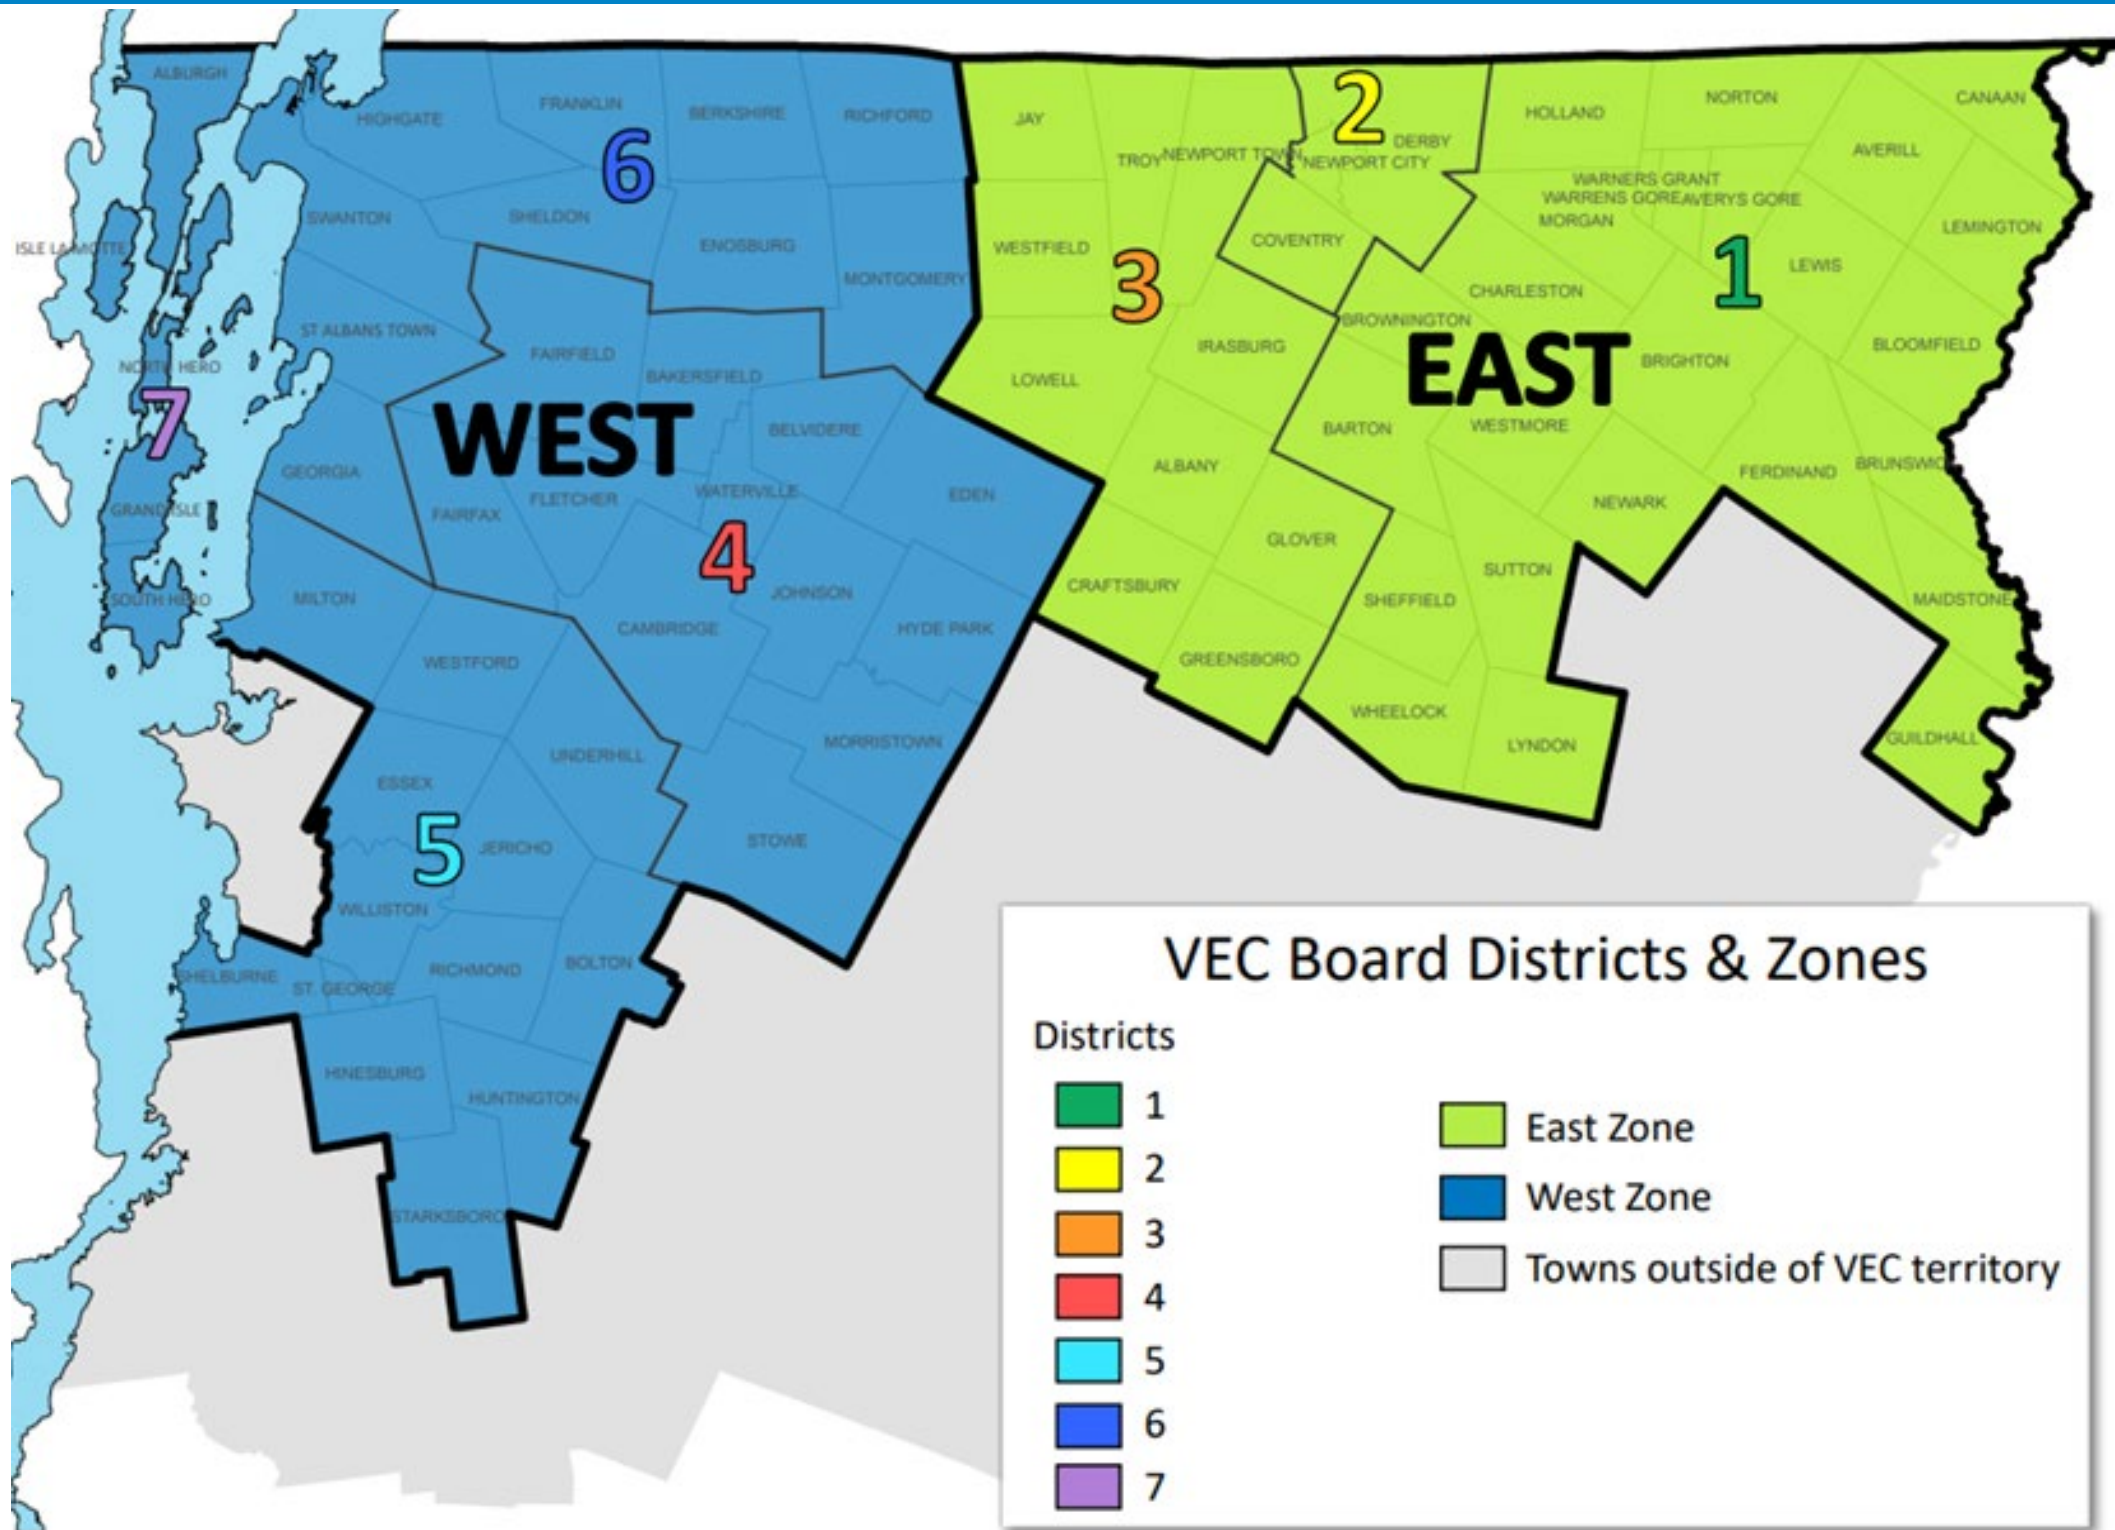 ALBURGH
HIGHGATE
FRANKLIN
BERKSHIRE
RICHFORD
6
SWANTON
SHELDON
ENOSBURG
MONTGOMERY
ISLE LA MOTTE
ST ALBANS TOWN
NORTH HERO
7
FAIRFIELD
BAKERSFIELD
WEST
BELVIDERE
GEORGIA
FAIRFAX
FLETCHER
WATERVILLE
EDEN
GRAND ISLE
4
SOUTH HERO
MILTON
CAMBRIDGE
JOHNSON
HYDE PARK
WESTFORD
UNDERHILL
MORRISTOWN
ESSEX
5
JERICHO
STOWE
WILLISTON
SHELBURNE
ST. GEORGE
RICHMOND
BOLTON
HINESBURG
HUNTINGTON
STARKSBORO
JAY
TROY
NEWPORT TOWN
2
DERBY
NEWPORT CITY
HOLLAND
NORTON
CANAAN
AVERILL
WARNERS GRANT
WARRENS GORE
AVERYS GORE
MORGAN
LEMINGTON
WESTFIELD
3
COVENTRY
1
LEWIS
CHARLESTON
BROWNINGTON
IRASBURG
EAST
BRIGHTON
BLOOMFIELD
LOWELL
BARTON
WESTMORE
ALBANY
FERDINAND
BRUNSWIC
NEWARK
GLOVER
CRAFTSBURY
SHEFFIELD
SUTTON
MAIDSTONE
GREENSBORO
WHEELOCK
LYNDON
GUILDHALL
VEC Board Districts & Zones
Districts
1
2
3
4
5
6
7
East Zone
West Zone
Towns outside of VEC territory